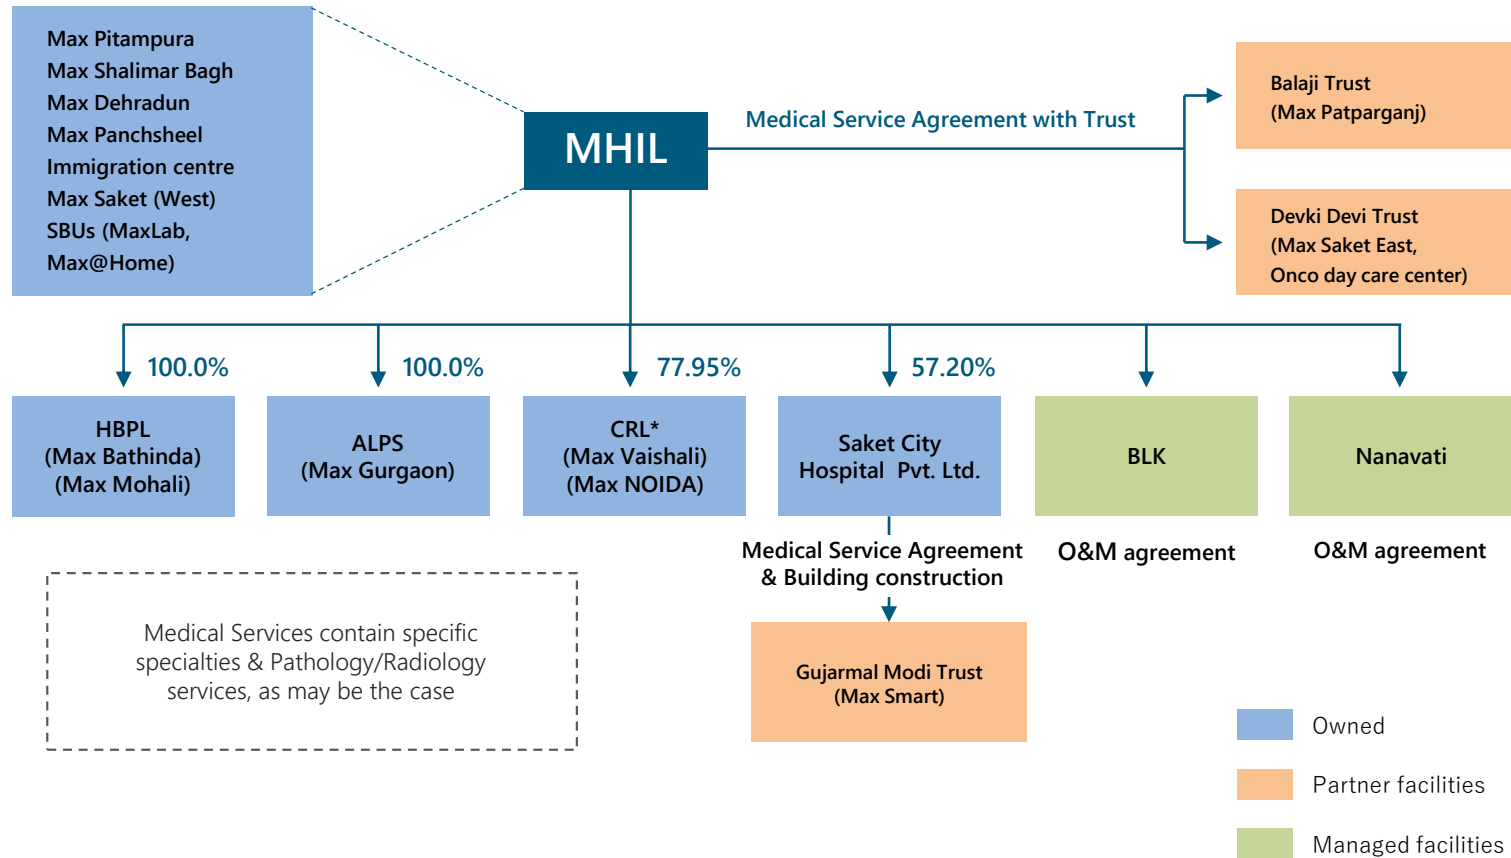 Max Pitampura
Max Shalimar Bagh
Max Dehradun
Max Panchsheel
Immigration centre
Max Saket (West)
SBUs (MaxLab,
Max@Home)
MHIL
Medical Service Agreement with Trust
Balaji Trust
(Max Patparganj)
Devki Devi Trust
(Max Saket East,
Onco day care center)
100.0%
100.0%
77.95%
57.20%
HBPL
(Max Bathinda)
(Max Mohali)
ALPS
(Max Gurgaon)
CRL*
(Max Vaishali)
(Max NOIDA)
Saket City
Hospital Pvt. Ltd.
BLK
Nanavati
Medical Service Agreement
& Building construction
O&M agreement
O&M agreement
Medical Services contain specific
specialties & Pathology/Radiology
services, as may be the case
Gujarmal Modi Trust
(Max Smart)
Owned
Partner facilities
Managed facilities